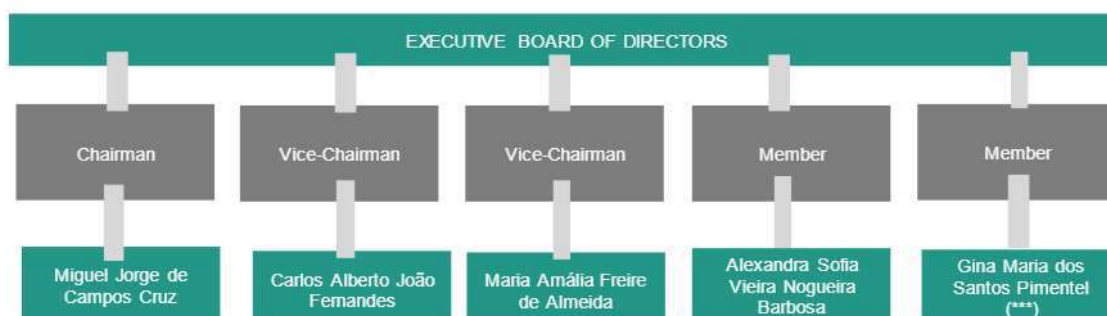 EXECUTIVE BOARD OF DIRECTORS
Chairman
Vice-Chairman
Vice-Chairman
Member
Member
Miguel Jorge de
Campos Cruz
Carlos Alberto João
Fernandes
Maria Amália Freire
de Almeida
Alexandra Sofia
Vieira Nogueira
Barbosa
Gina Maria dos
Santos Pimentel
(***)